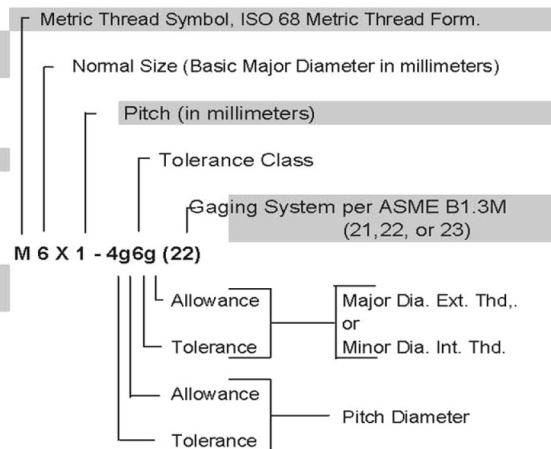 Metric Thread Symbol, ISO 68 Metric Thread Form.
Normal Size (Basic Major Diameter in millimeters)
Pitch (in millimeters)
Tolerance Class
Gaging System per ASME B1.3M
(21,22, or 23)
M 6 X 1 - 4g6g (22)
Allowance
Major Dia. Ext. Thd,.
or
Tolerance
Minor Dia. Int. Thd.
Allowance
Pitch Diameter
Tolerance